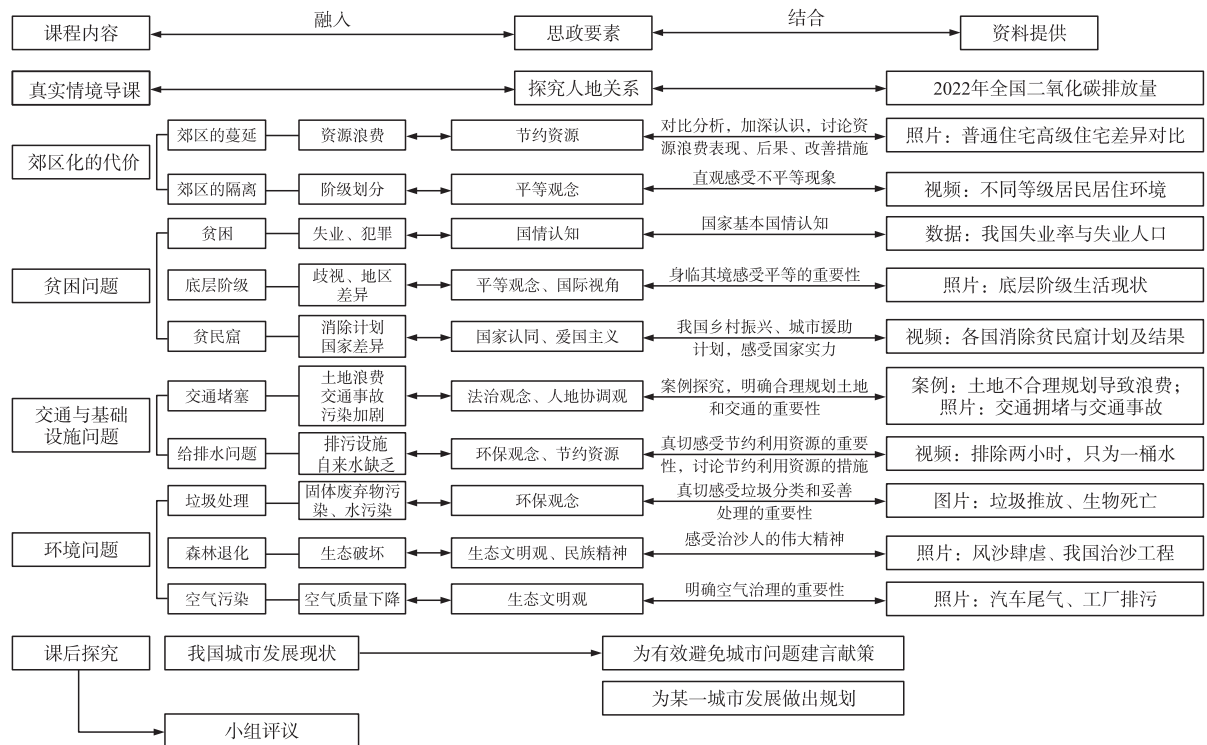 课程内容
融入
思政要素
结合
资料提供
真实情境导课
探究人地关系
2022年全国二氧化碳排放量
郊区化的代价
郊区的蔓延
资源浪费
节约资源
对比分析，加深认识，讨论资
源浪费表现、后果、改善措施
照片：普通住宅高级住宅差异对比
郊区的隔离
阶级划分
平等观念
直观感受不平等现象
视频：不同等级居民居住环境
贫困问题
贫困
失业、犯罪
国情认知
国家基本国情认知
数据：我国失业率与失业人口
底层阶级
歧视、地区
差异
平等观念、国际视角
身临其境感受平等的重要性
照片：底层阶级生活现状
贫民窟
消除计划
国家差异
国家认同、爱国主义
我国乡村振兴、城市援助
计划，感受国家实力
视频：各国消除贫民窟计划及结果
交通与基础
设施问题
交通堵塞
土地浪费
交通事故
污染加剧
法治观念、人地协调观
案例探究，明确合理规划土地
和交通的重要性
案例：土地不合理规划导致浪费；
照片：交通拥堵与交通事故
给排水问题
排污设施
自来水缺乏
环保观念、节约资源
真切感受节约利用资源的重要
性，讨论节约利用资源的措施
视频：排除两小时，只为一桶水
环境问题
垃圾处理
固体废弃物污
染、水污染
环保观念
真切感受垃圾分类和妥善
处理的重要性
图片：垃圾推放、生物死亡
森林退化
生态破坏
生态文明观、民族精神
感受治沙人的伟大精神
照片：风沙肆虐、我国治沙工程
空气污染
空气质量下降
生态文明观
明确空气治理的重要性
照片：汽车尾气、工厂排污
课后探究
我国城市发展现状
为有效避免城市问题建言献策
为某一城市发展做出规划
小组评议